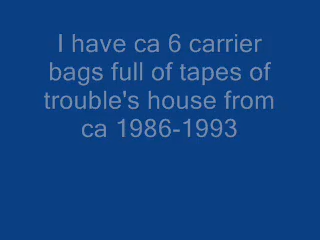 I have ca 6 carrier
bags full of tapes of
trouble's house from
ca 1986-1993